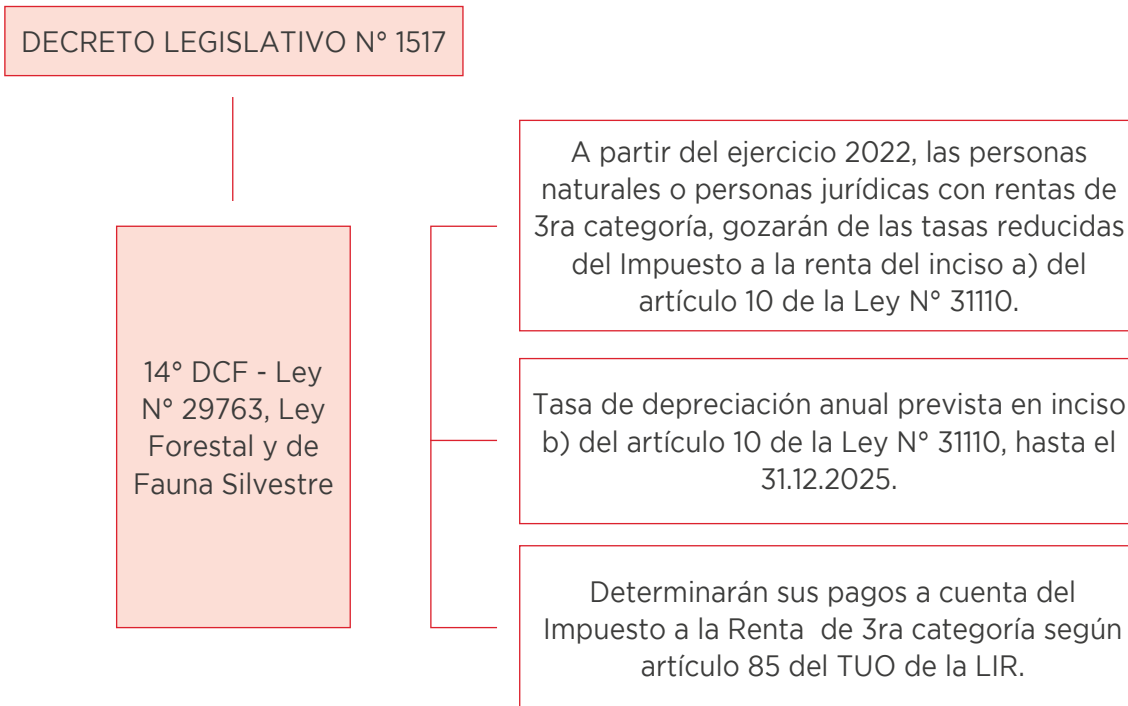 DECRETO LEGISLATIVO N° 1517
14° DCF - Ley
N° 29763, Ley
Forestal y de
Fauna Silvestre
A partir del ejercicio 2022, las personas
naturales o personas jurídicas con rentas de
3ra categoría, gozarán de las tasas reducidas
del Impuesto a la renta del inciso a) del
artículo 10 de la Ley N° 31110.
Tasa de depreciación anual prevista en inciso
b) del artículo 10 de la Ley N° 31110, hasta el
31.12.2025.
Determinarán sus pagos a cuenta del
Impuesto a la Renta de 3ra categoría según
artículo 85 del TUO de la LIR.